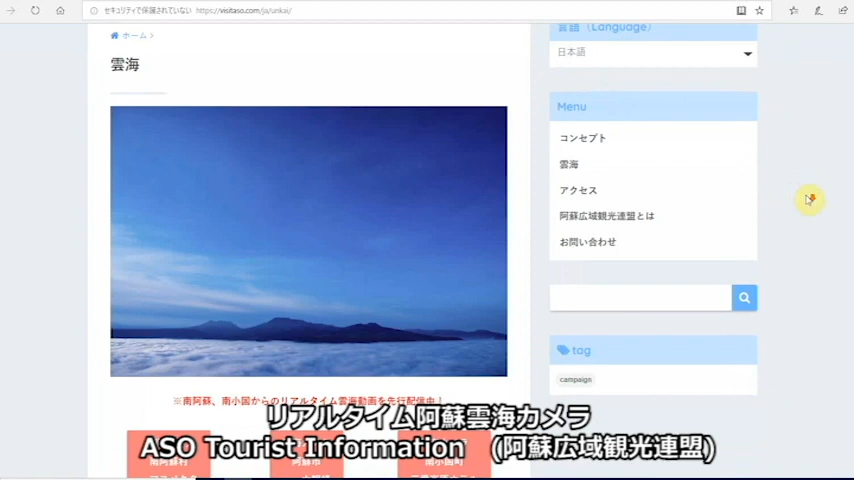 セキュリティで保護されていない https://visitaso.com/ja/unkai/
ホーム >
雲海
言語（Language）
日本語
Menu
コンセプト
雲海
アクセス
阿蘇広域観光連盟とは
お問い合わせ
tag
campaign
※南阿蘇、南小国からのリアルタイム雲海動画を先行配信中！
リアルタイム阿蘇雲海カメラ
ASO Tourist Information （阿蘇広域観光連盟）
南阿蘇村
阿蘇市
南小国町